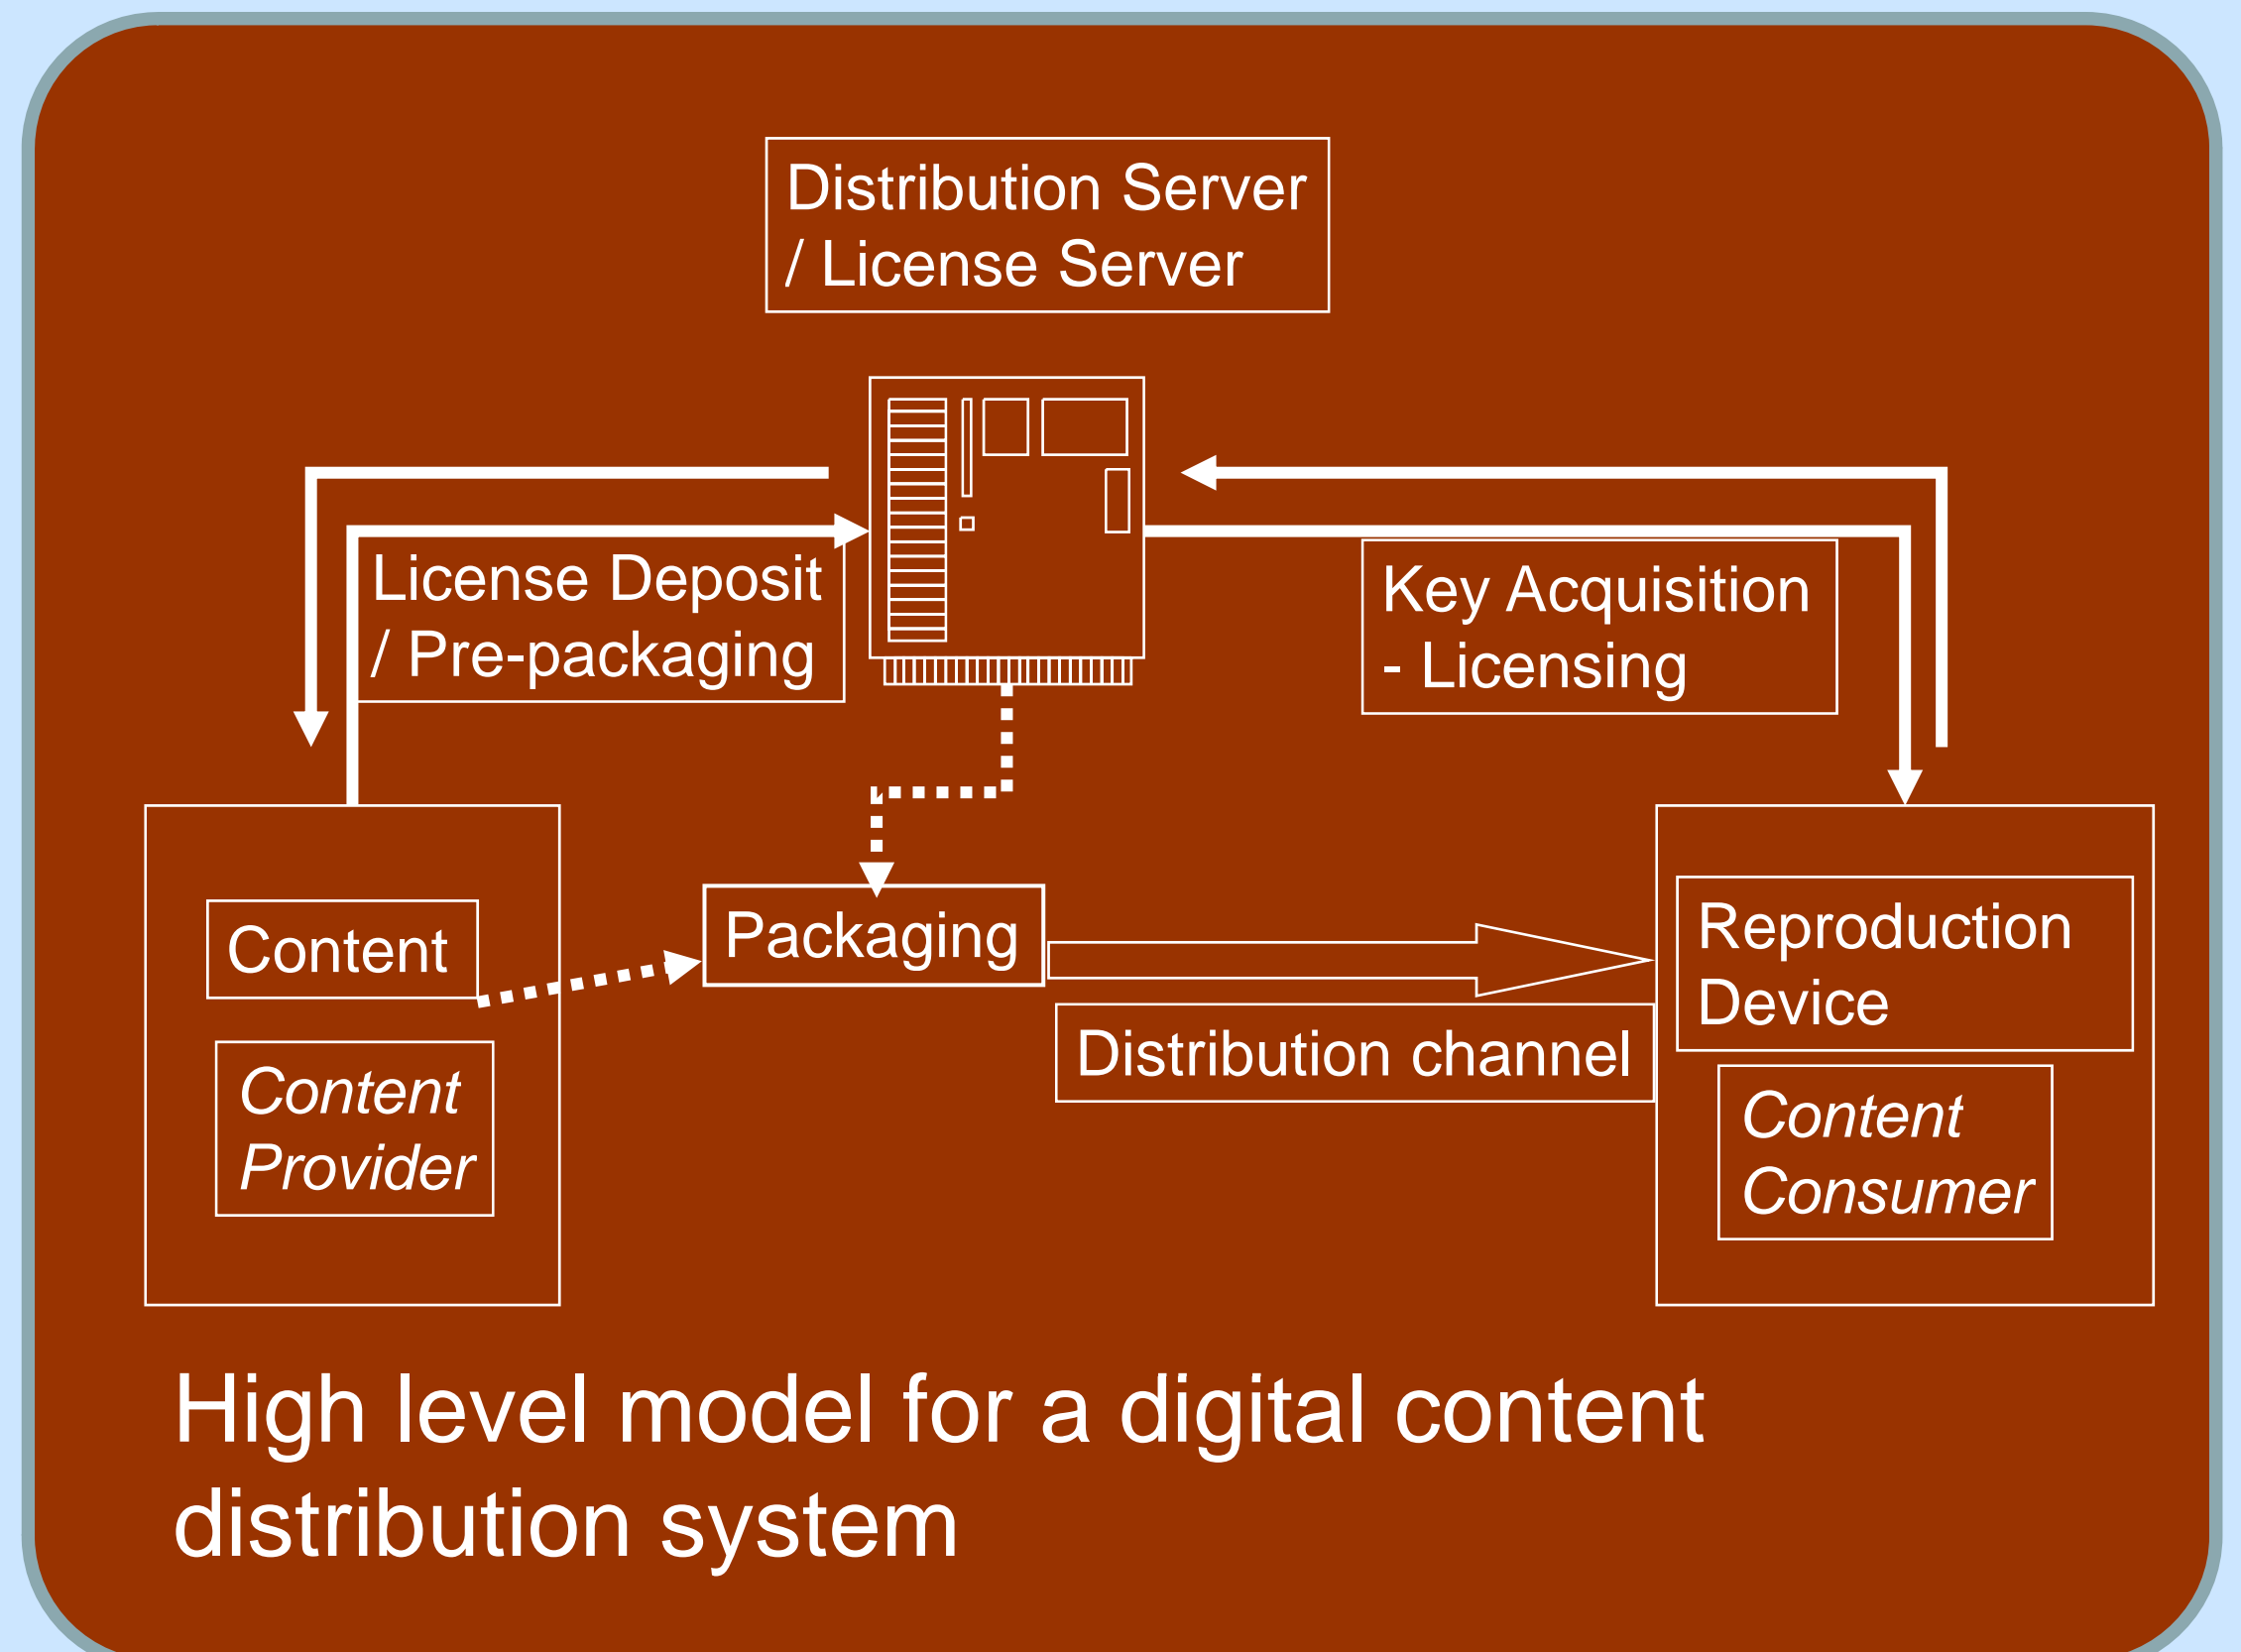 Distribution Server
/ License Server
License Deposit
/ Pre-packaging
Key Acquisition
- Licensing
Content
Packaging
Reproduction
Device
Distribution channel
Content
Provider
Content
Consumer
High level model for a digital content
distribution system